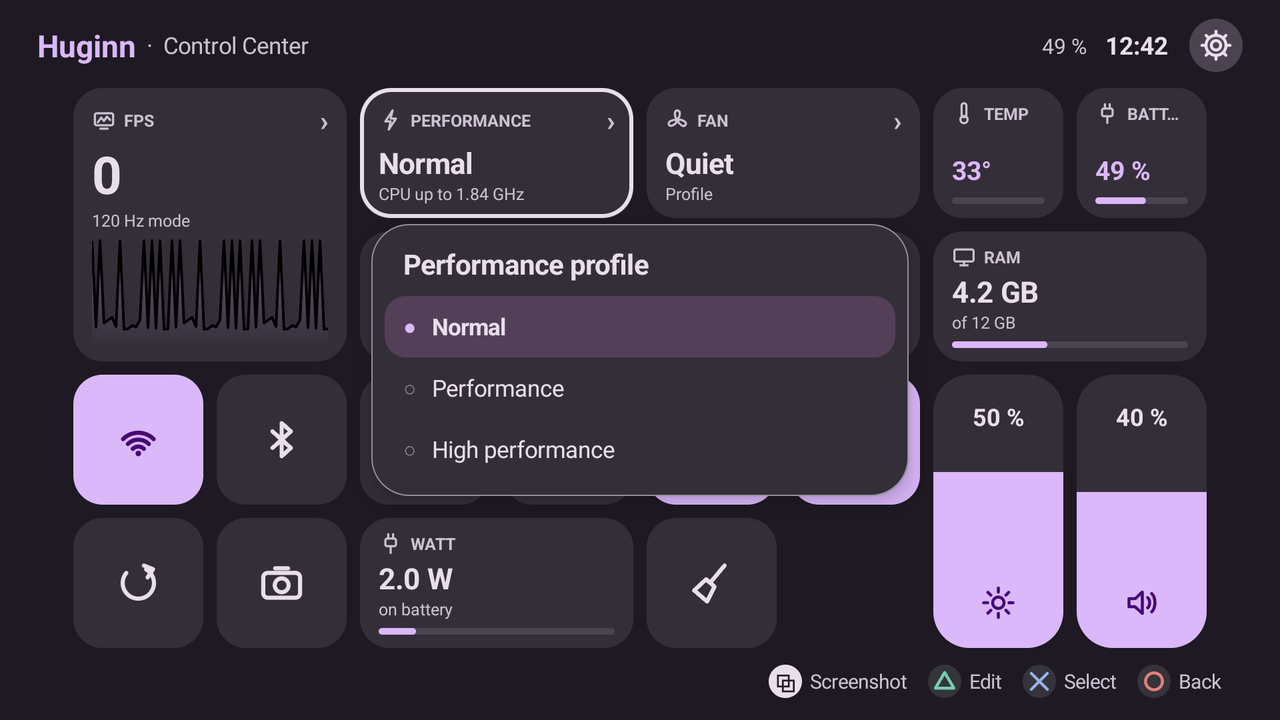 Huginn · Control Center
49 % 12:42
FPS
0
120 Hz mode
PERFORMANCE
Normal
CPU up to 1.84 GHz
FAN
Quiet
Profile
TEMP
33°
BATT...
49 %
RAM
4.2 GB
of 12 GB
Performance profile
Normal
Performance
High performance
50 %
40 %
WATT
2.0 W
on battery
Screenshot
Edit
Select
Back